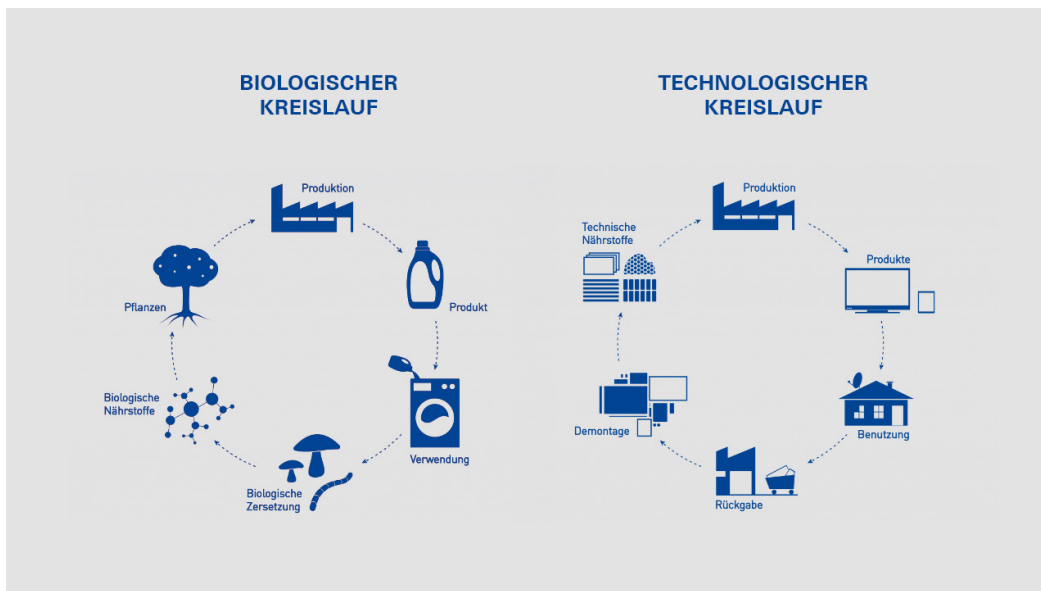 BIOLOGISCHER
KREISLAUF
Produktion
Produkt
Verwendung
Biologische
Zersetzung
Biologische
Nährstoffe
Pflanzen
TECHNOLOGISCHER
KREISLAUF
Produktion
Produkte
Benutzung
Rückgabe
Demontage
Technische
Nährstoffe